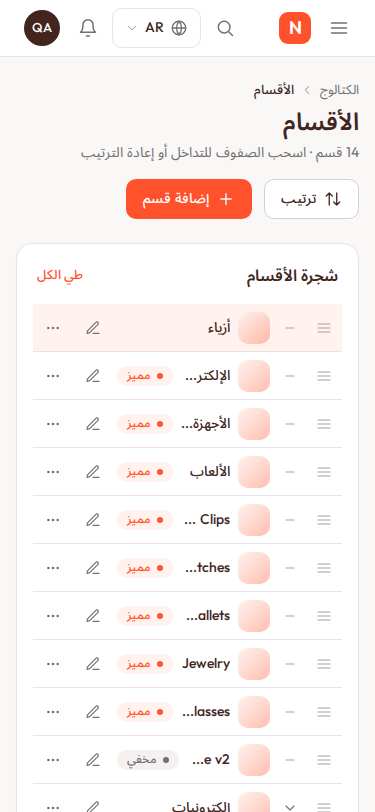 N
AR
QA
الكتالوج
الأقسام
الأقسام
14 قسم · اسحب الصفوف للتداخل أو إعادة الترتيب
ترتيب
إضافة قسم
شجرة الأقسام
طي الكل
أزياء
الإلكتر... مميز
الأجهزة... مميز
الألعاب مميز
Clips ... مميز
...tches مميز
...allets مميز
Jewelry مميز
...lasses مميز
...e v2 مخفي
الكترونيات